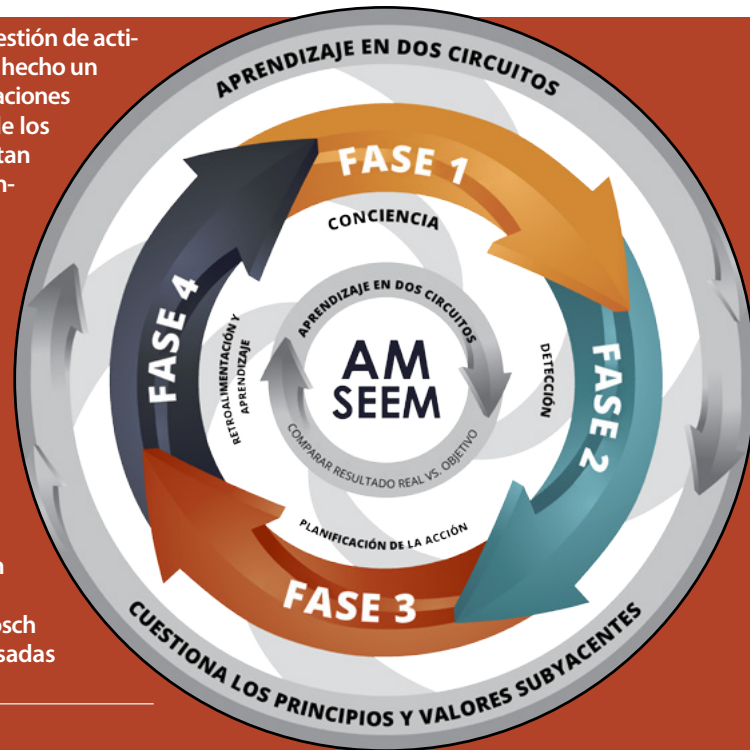 estión de acti-
hecho un
aciones
le los
tan
n-
n
osch
sadas
APRENDIZAJE EN DOS CIRCUITOS
FASE 1
CONCIENCIA
FASE 2
DETECCIÓN
FASE 3
PLANIFICACIÓN DE LA ACCIÓN
FASE 4
RETROALIMENTACIÓN Y
APRENDIZAJE
APRENDIZAJE EN DOS CIRCUITOS
AM
SEEM
COMPARAR RESULTADO REAL VS. OBJETIVO
CUESTIONA LOS PRINCIPIOS Y VALORES SUBYACENTES